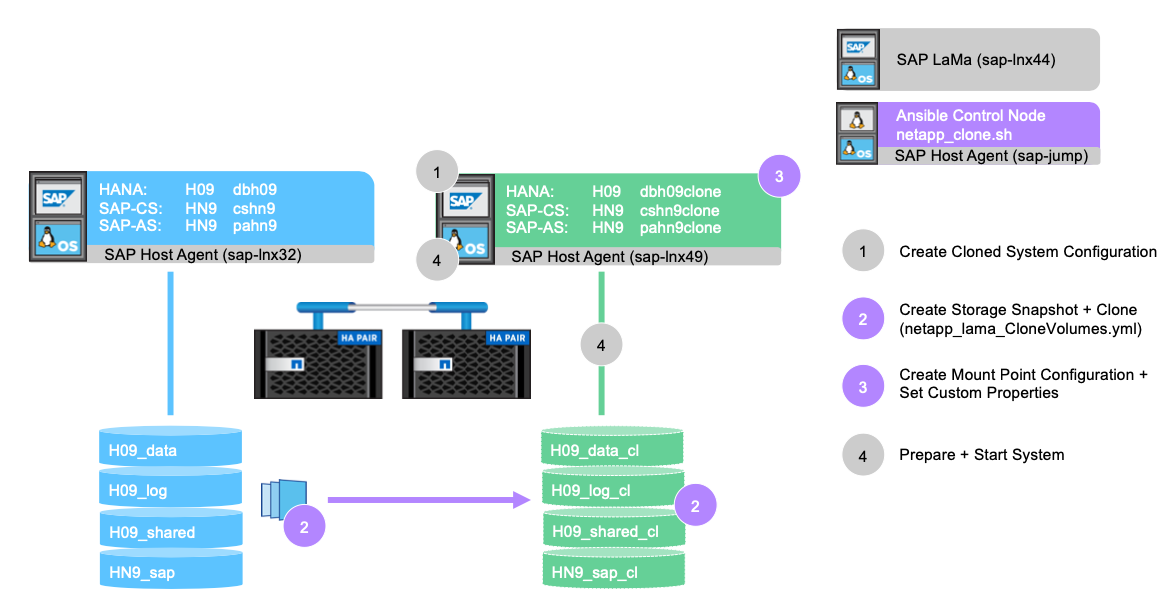 SAP
OS
SAP LaMa (sap-lnx44)
OS
Ansible Control Node
netapp_clone.sh
SAP Host Agent (sap-jump)
SAP
OS
HANA: H09 dbh09
SAP-CS: HN9 cshn9
SAP-AS: HN9 pahn9
SAP Host Agent (sap-lnx32)
1
SAP
OS
4
HANA: H09 dbh09clone
SAP-CS: HN9 cshn9clone
SAP-AS: HN9 pahn9clone
SAP Host Agent (sap-lnx49)
3
HA PAIR
HA PAIR
4
H09_data
H09_log
H09_shared
HN9_sap
2
H09_data_cl
H09_log_cl
H09_shared_cl
HN9_sap_cl
2
1 Create Cloned System Configuration
2 Create Storage Snapshot + Clone
(netapp_lama_CloneVolumes.yml)
3 Create Mount Point Configuration +
Set Custom Properties
4 Prepare + Start System